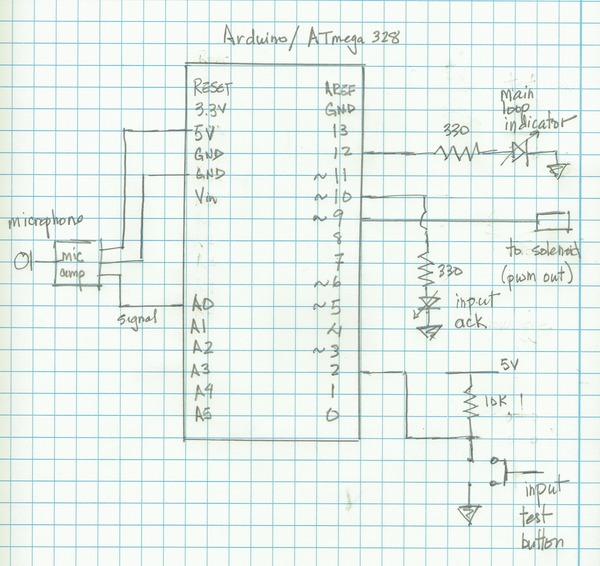 Arduino/ATmega 328
RESET
3.3V
5V
GND
GND
Vin
A0
A1
A2
A3
A4
A5
AREF
GND
13
12
~11
~10
~9
8
7
~6
~5
4
~3
2
1
0
microphone
mic
amp
signal
330
main
loop
indicator
to solenoid
(pwm out)
330
input
ack
5V
10K
input
test
button